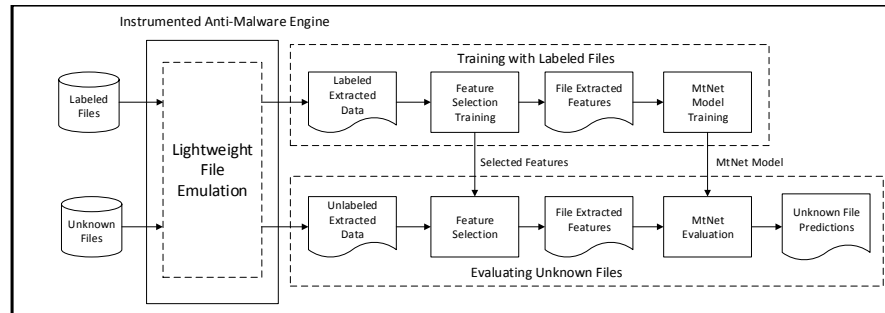 Instrumented Anti-Malware Engine
Training with Labeled Files
Labeled
Files
Labeled
Extracted
Data
Feature
Selection
Training
File Extracted
Features
MtNet
Model
Training
Lightweight
File
Emulation
Selected Features
MtNet Model
Unknown
Files
Unlabeled
Extracted
Data
Feature
Selection
File Extracted
Features
MtNet
Evaluation
Unknown File
Predictions
Evaluating Unknown Files